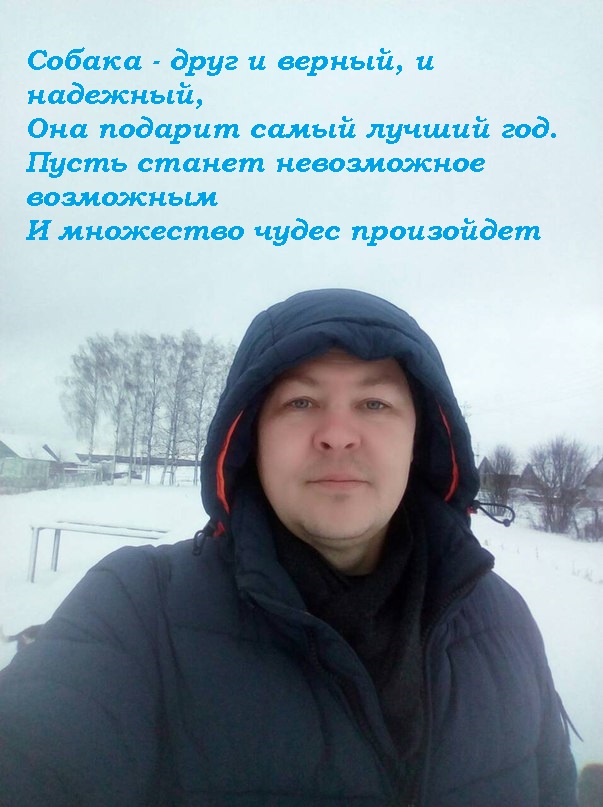 Собака - друг и верный, и
надежный,
Она подарит самый лучший год.
Пусть станет невозможное
возможным
И множество чудес произойдет